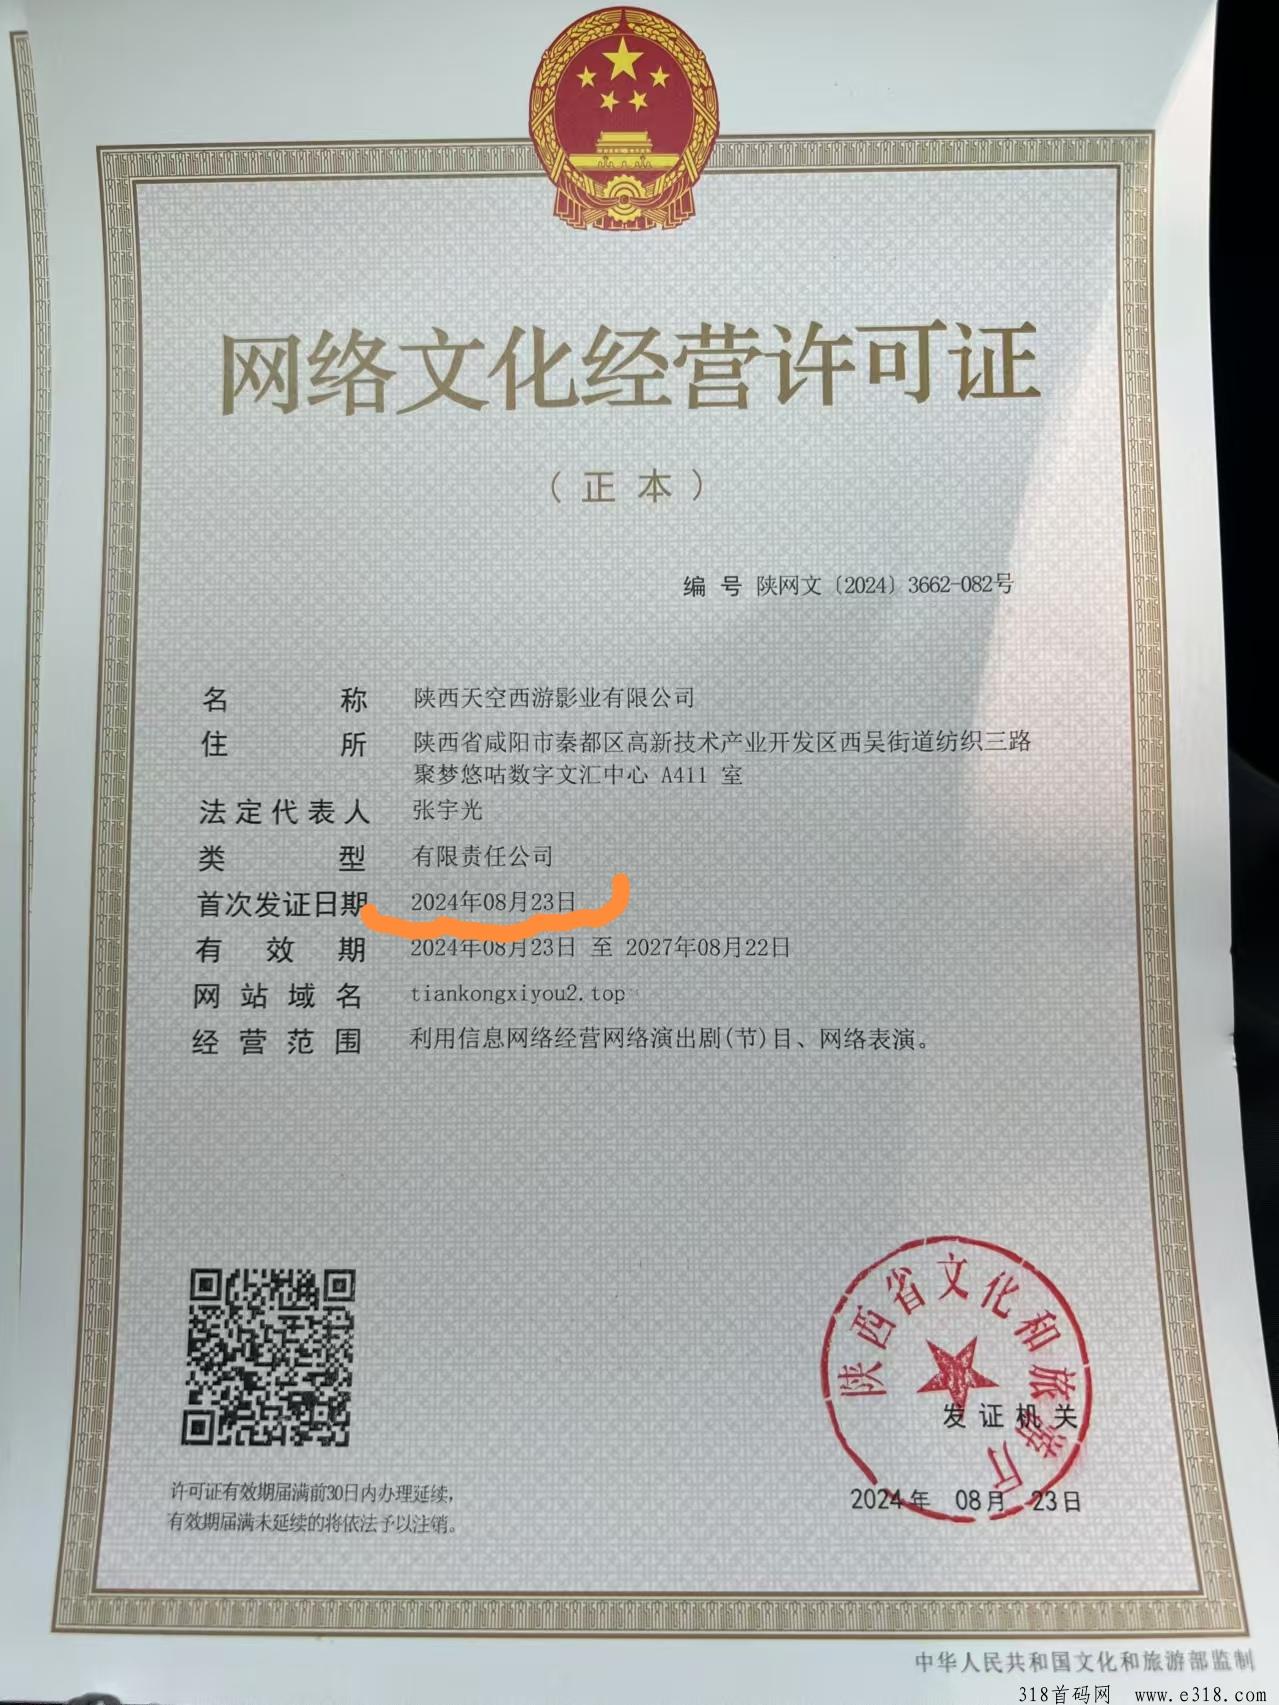 网络文化经营许可证
（正本）
编 号 陕网文〔2024〕3662-082号
名 称 陕西天空西游影业有限公司
住 所 陕西省咸阳市秦都区高新技术产业开发区西吴街道纺织三路
聚梦悠咕数字文汇中心 A411 室
法定代表人 张宇光
类 型 有限责任公司
首次发证日期 2024年08月23日
有 效 期 2024年08月23日 至 2027年08月22日
网 站 域 名 tiankongxiyou2.top
经 营 范 围 利用信息网络经营网络演出剧(节)目、网络表演。
陕西省文化和旅游厅
发 证 机 关
2024 年 08 月 23 日
许可证有效期届满前30日内办理延续，
有效期届满未延续的将依法予以注销。
中华人民共和国文化和旅游部监制
318首码网 www.e318.com